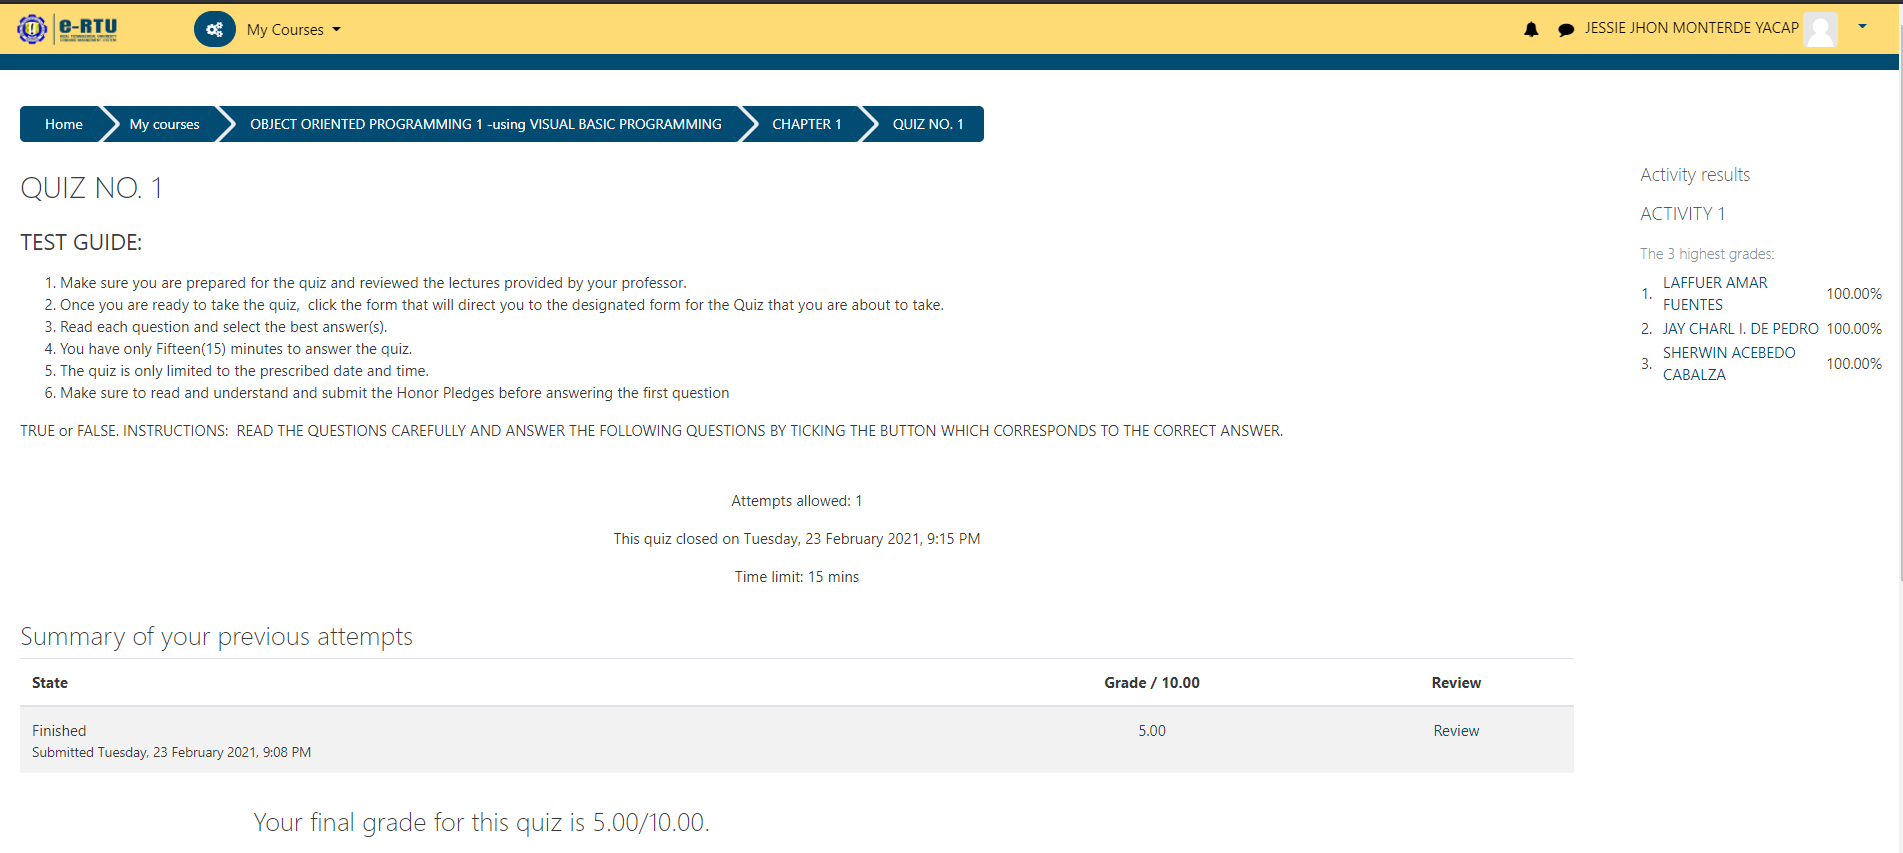 e-RTU
My Courses
JESSIE JHON MONTERDE YACAP
Home
My courses
OBJECT ORIENTED PROGRAMMING 1 -using VISUAL BASIC PROGRAMMING
CHAPTER 1
QUIZ NO. 1
QUIZ NO. 1
TEST GUIDE:
1. Make sure you are prepared for the quiz and reviewed the lectures provided by your professor.
2. Once you are ready to take the quiz,  click the form that will direct you to the designated form for the Quiz that you are about to take.
3. Read each question and select the best answer(s).
4. You have only Fifteen(15) minutes to answer the quiz.
5. The quiz is only limited to the prescribed date and time.
6. Make sure to read and understand and submit the Honor Pledges before answering the first question
TRUE or FALSE. INSTRUCTIONS:  READ THE QUESTIONS CAREFULLY AND ANSWER THE FOLLOWING QUESTIONS BY TICKING THE BUTTON WHICH CORRESPONDS TO THE CORRECT ANSWER.
Attempts allowed: 1
This quiz closed on Tuesday, 23 February 2021, 9:15 PM
Time limit: 15 mins
Summary of your previous attempts
State
Grade / 10.00
Review
Finished
5.00
Review
Submitted Tuesday, 23 February 2021, 9:08 PM
Your final grade for this quiz is 5.00/10.00.
Activity results
ACTIVITY 1
The 3 highest grades:
1. LAFFUER AMAR
FUENTES
100.00%
2. JAY CHARL I. DE PEDRO 100.00%
3. SHERWIN ACEBEDO
CABALZA
100.00%